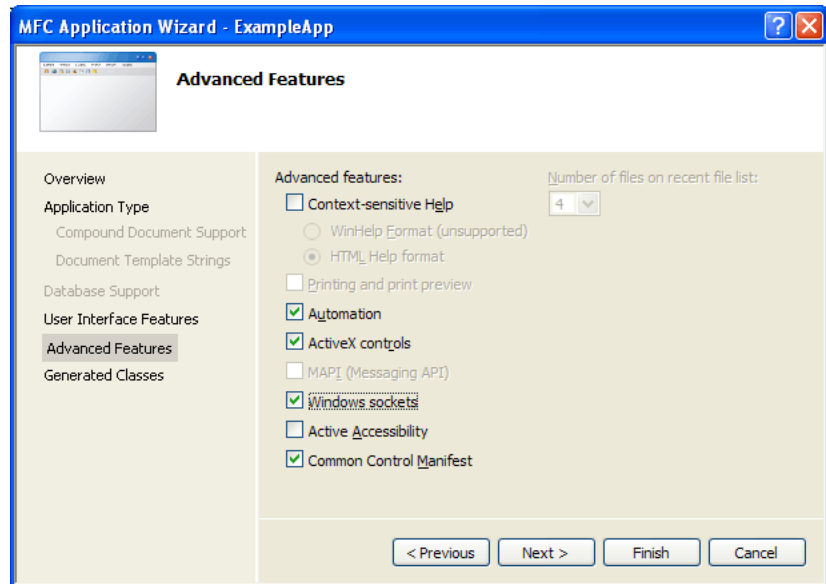 MFC Application Wizard - ExampleApp
Advanced Features
Overview
Application Type
Compound Document Support
Document Template Strings
Database Support
User Interface Features
Advanced Features
Generated Classes
Advanced features:
Context-sensitive Help
WinHelp Format (unsupported)
HTML Help format
Printing and print preview
Automation
ActiveX controls
MAPI (Messaging API)
Windows sockets
Active Accessibility
Common Control Manifest
Number of files on recent file list:
4
< Previous
Next >
Finish
Cancel